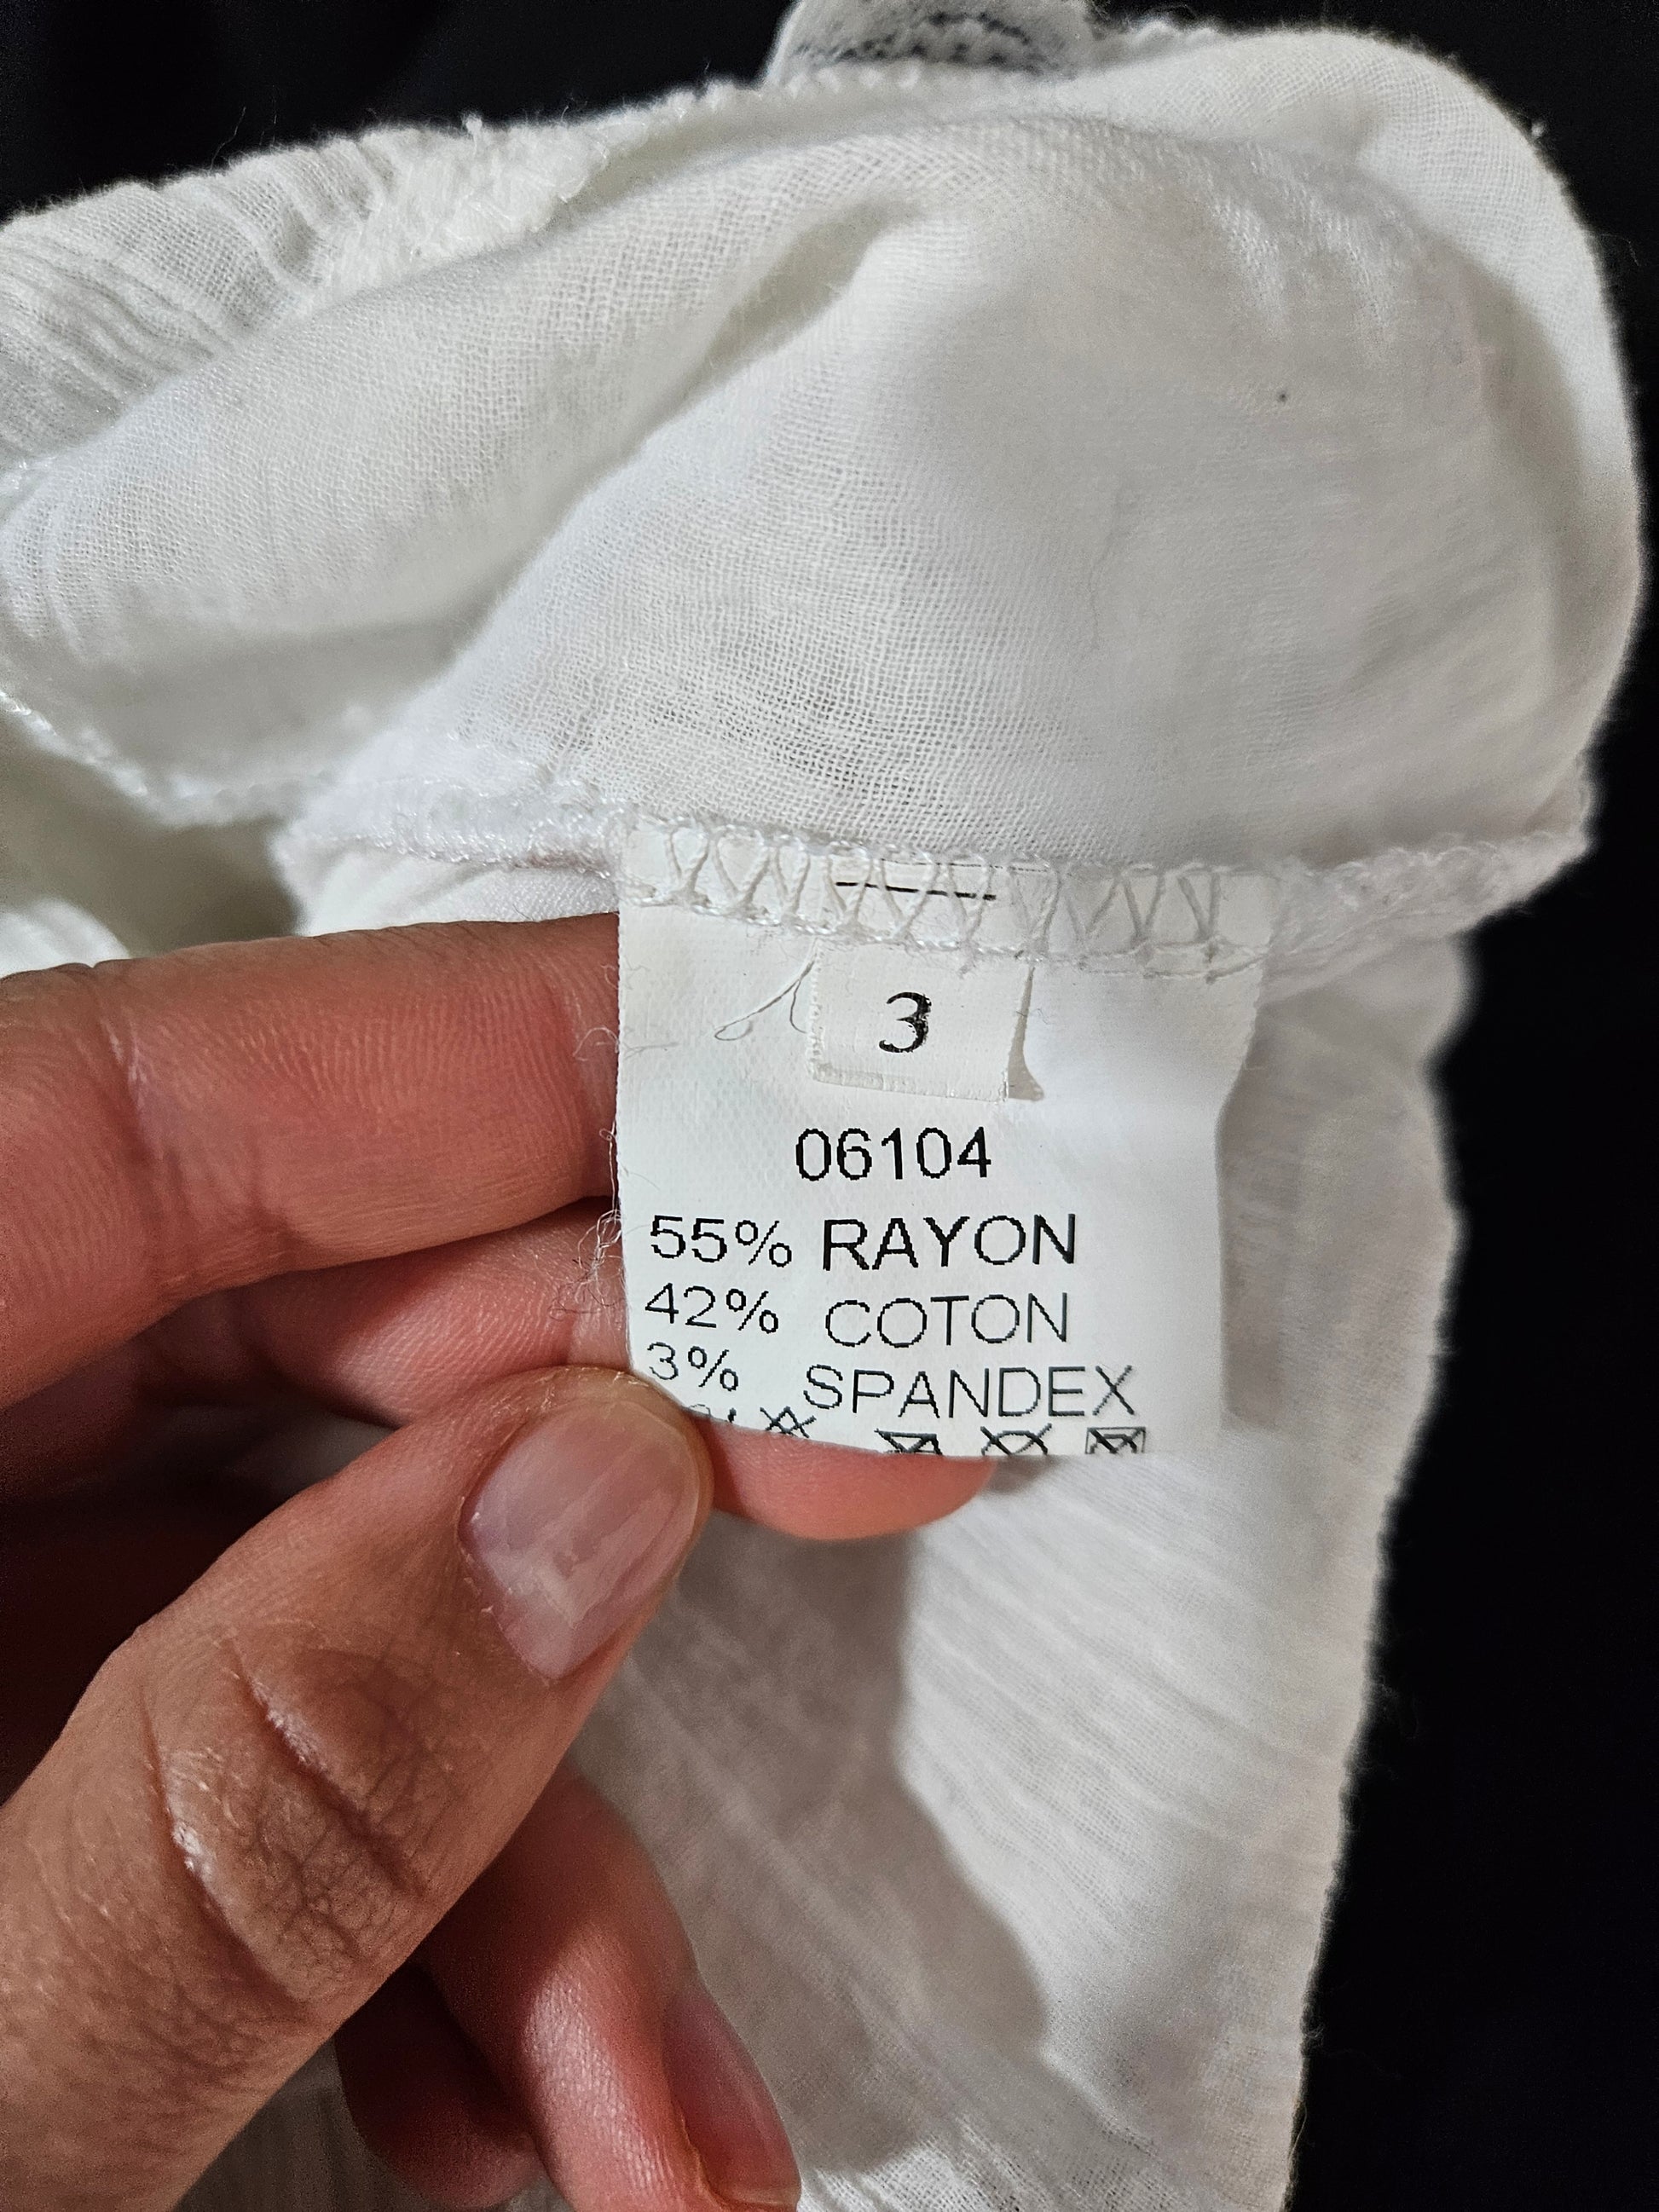 3
06104
55% RAYON
42% COTON
3% SPANDEX